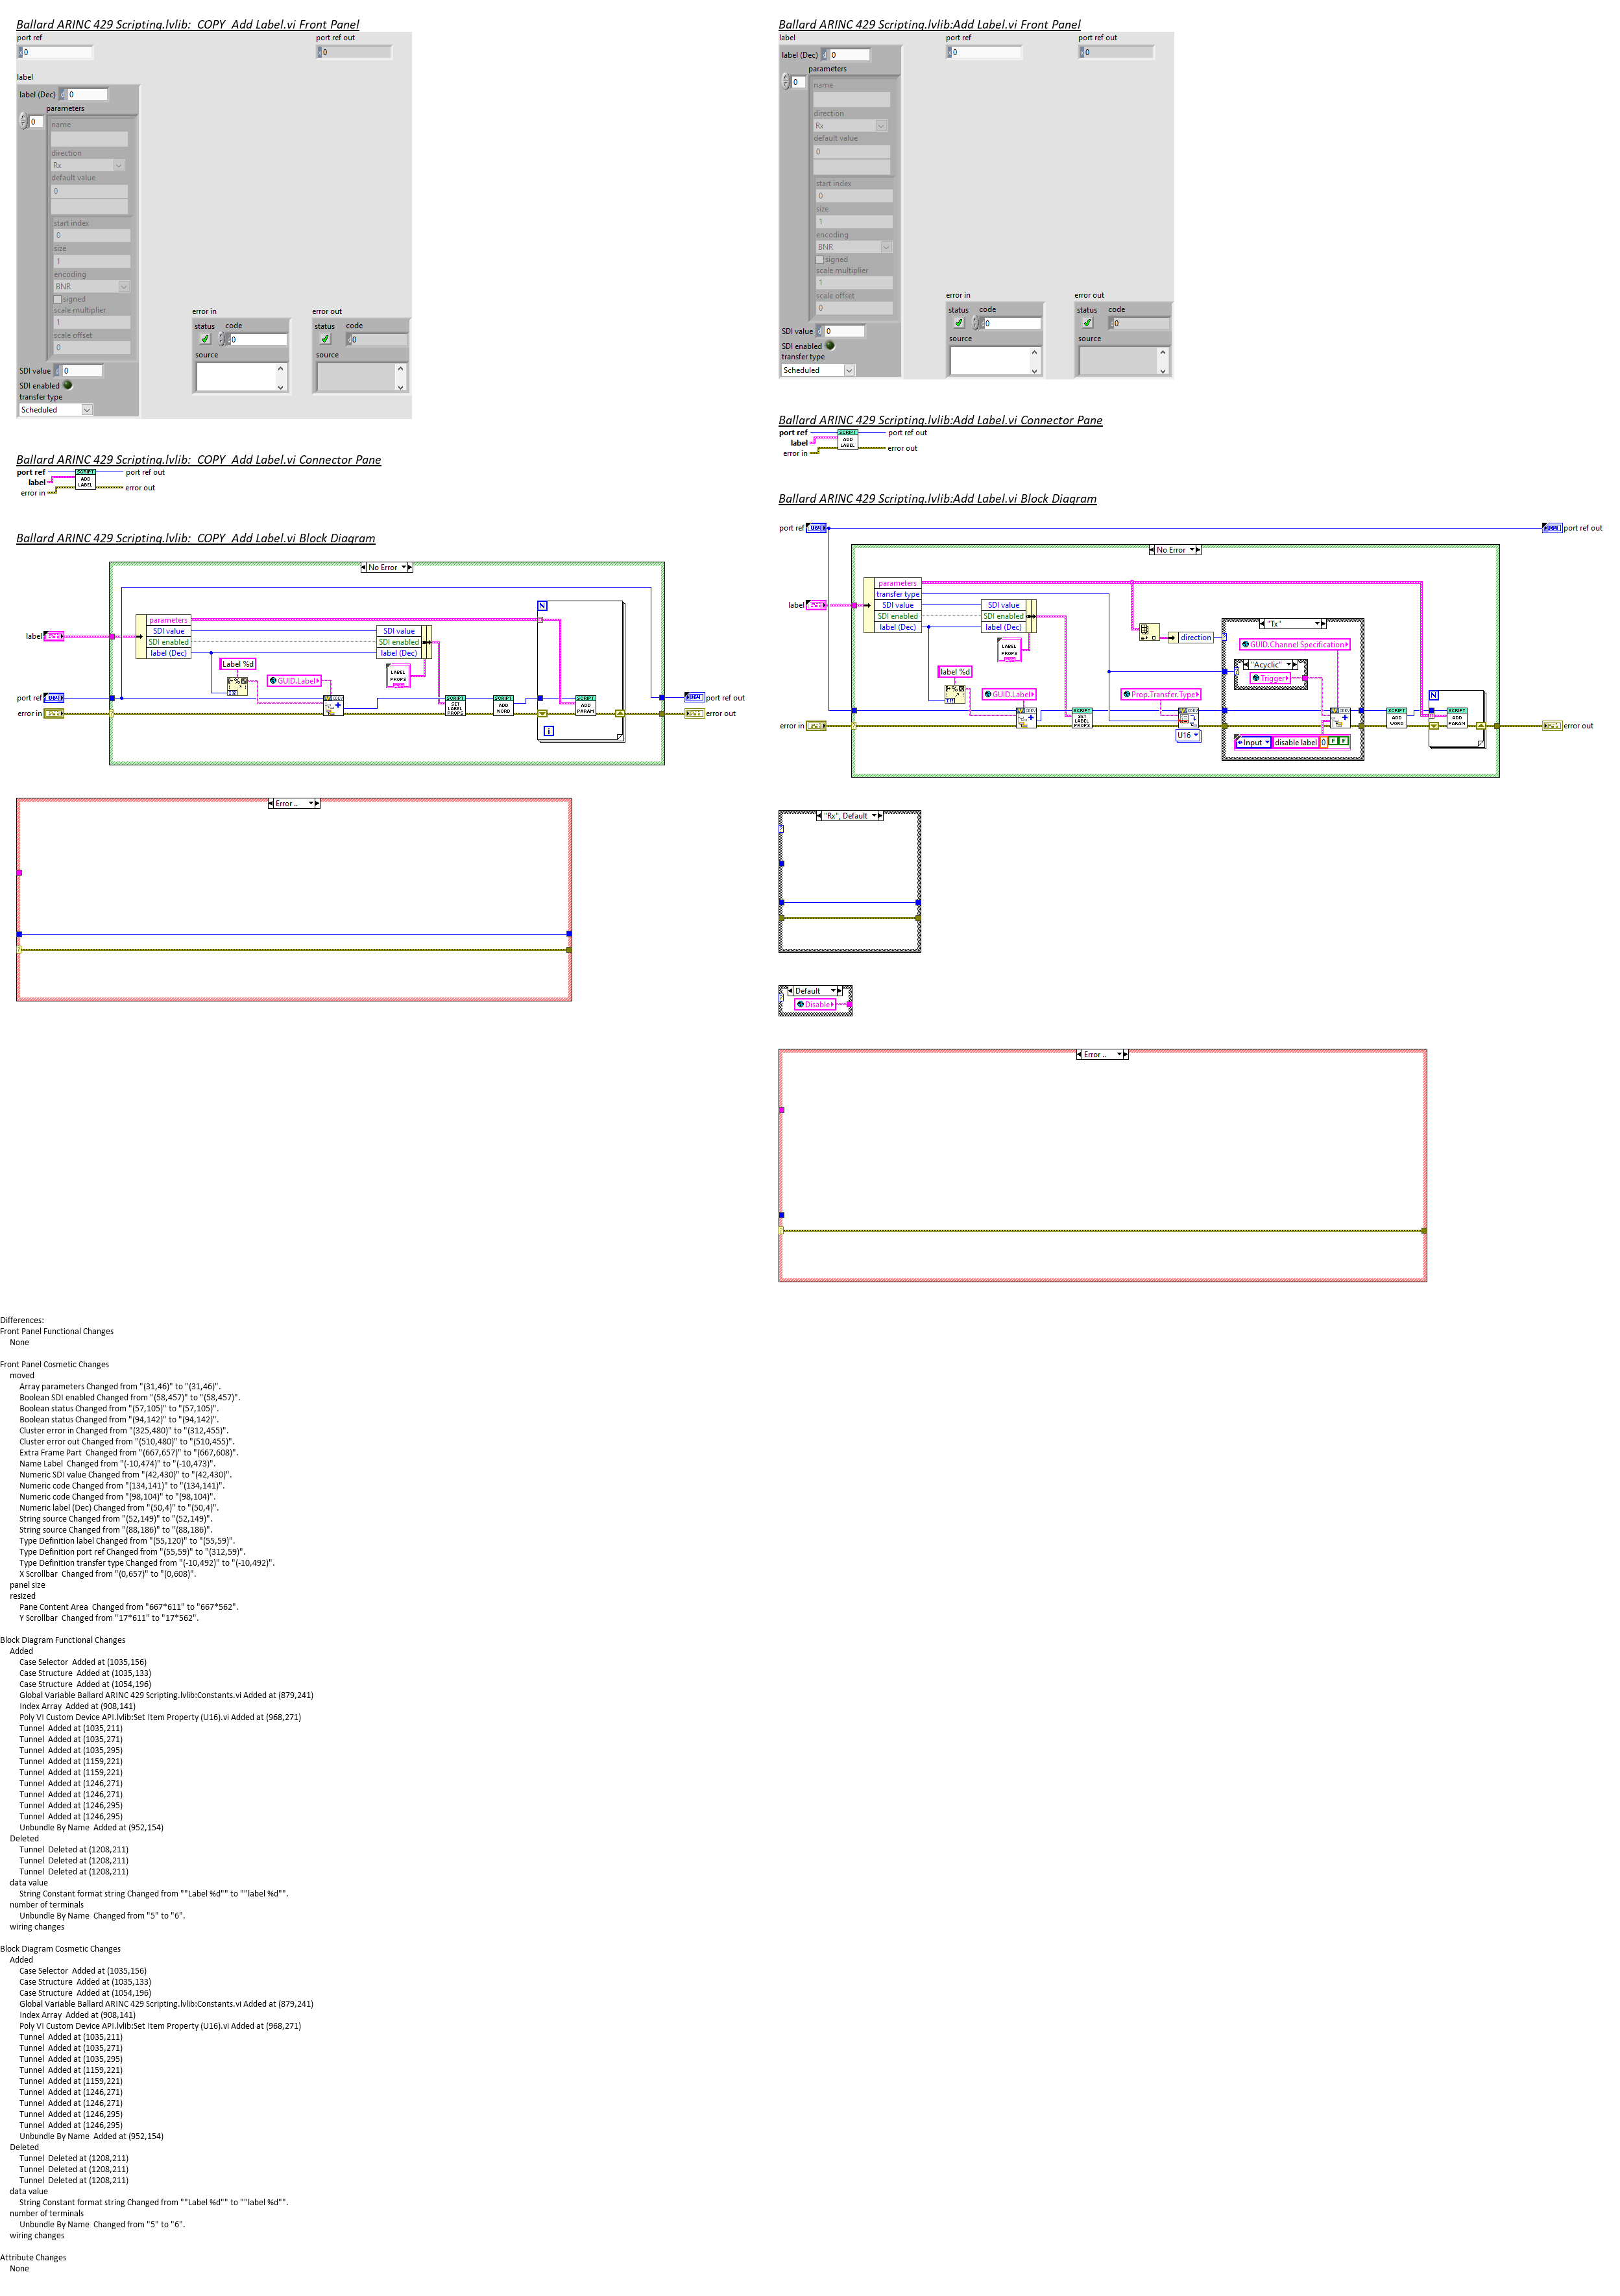 Ballard ARINC 429 Scripting.lvlib:_COPY_Add Label.vi Front Panel
port ref
0
port ref out
0
label
label (Dec)
0
parameters
0
name
direction
Rx
default value
0
start index
0
size
1
encoding
BNR
signed
scale multiplier
1
scale offset
0
SDI value
0
SDI enabled
transfer type
Scheduled
error in
status
code
0
source
error out
status
code
0
source
Ballard ARINC 429 Scripting.lvlib:_COPY_Add Label.vi Connector Pane
port ref
label
error in
SCRIPT
ADD
LABEL
port ref out
error out
Ballard ARINC 429 Scripting.lvlib:_COPY_Add Label.vi Block Diagram
No Error
label
port ref
error in
parameters
SDI value
SDI enabled
label (Dec)
SDI value
SDI enabled
label (Dec)
Label %d
GUID.Label
LABEL
PROPS
SCRIPT
SET
LABEL
PROPS
SCRIPT
ADD
WORD
N
SCRIPT
ADD
PARAM
i
port ref out
error out
Error ..
Ballard ARINC 429 Scripting.lvlib:Add Label.vi Front Panel
label
label (Dec)
0
parameters
0
name
direction
Rx
default value
0
start index
0
size
1
encoding
BNR
signed
scale multiplier
1
scale offset
0
SDI value
0
SDI enabled
transfer type
Scheduled
port ref
0
port ref out
0
error in
status
code
0
source
error out
status
code
0
source
Ballard ARINC 429 Scripting.lvlib:Add Label.vi Connector Pane
port ref
label
error in
SCRIPT
ADD
LABEL
port ref out
error out
Ballard ARINC 429 Scripting.lvlib:Add Label.vi Block Diagram
port ref
port ref out
No Error
label
parameters
transfer type
SDI value
SDI enabled
label (Dec)
SDI value
SDI enabled
label (Dec)
LABEL
PROPS
label %d
GUID.Label
SCRIPT
SET
LABEL
PROPS
Prop.Transfer.Type
U16
direction
"Tx"
GUID.Channel Specification
"Acyclic"
Trigger
Input
disable label
0
F
F
SCRIPT
ADD
WORD
N
SCRIPT
ADD
PARAM
error in
error out
"Rx", Default
Default
Disable
Error ..
Differences:
Front Panel Functional Changes
None
Front Panel Cosmetic Changes
moved
Array parameters Changed from "(31,46)" to "(31,46)".
Boolean SDI enabled Changed from "(58,457)" to "(58,457)".
Boolean status Changed from "(57,105)" to "(57,105)".
Boolean status Changed from "(94,142)" to "(94,142)".
Cluster error in Changed from "(325,480)" to "(312,455)".
Cluster error out Changed from "(510,480)" to "(510,455)".
Extra Frame Part  Changed from "(667,657)" to "(667,608)".
Name Label  Changed from "(-10,474)" to "(-10,473)".
Numeric SDI value Changed from "(42,430)" to "(42,430)".
Numeric code Changed from "(134,141)" to "(134,141)".
Numeric code Changed from "(98,104)" to "(98,104)".
Numeric label (Dec) Changed from "(50,4)" to "(50,4)".
String source Changed from "(52,149)" to "(52,149)".
String source Changed from "(88,186)" to "(88,186)".
Type Definition label Changed from "(55,120)" to "(55,59)".
Type Definition port ref Changed from "(55,59)" to "(312,59)".
Type Definition transfer type Changed from "(-10,492)" to "(-10,492)".
X Scrollbar  Changed from "(0,657)" to "(0,608)".
panel size
resized
Pane Content Area  Changed from "667*611" to "667*562".
Y Scrollbar  Changed from "17*611" to "17*562".
Block Diagram Functional Changes
Added
Case Selector  Added at (1035,156)
Case Structure  Added at (1035,133)
Case Structure  Added at (1054,196)
Global Variable Ballard ARINC 429 Scripting.lvlib:Constants.vi Added at (879,241)
Index Array  Added at (908,141)
Poly VI Custom Device API.lvlib:Set Item Property (U16).vi Added at (968,271)
Tunnel  Added at (1035,211)
Tunnel  Added at (1035,271)
Tunnel  Added at (1035,295)
Tunnel  Added at (1159,221)
Tunnel  Added at (1159,221)
Tunnel  Added at (1246,271)
Tunnel  Added at (1246,271)
Tunnel  Added at (1246,295)
Tunnel  Added at (1246,295)
Unbundle By Name  Added at (952,154)
Deleted
Tunnel  Deleted at (1208,211)
Tunnel  Deleted at (1208,211)
Tunnel  Deleted at (1208,211)
data value
String Constant format string Changed from ""Label %d"" to ""label %d"".
number of terminals
Unbundle By Name  Changed from "5" to "6".
wiring changes
Block Diagram Cosmetic Changes
Added
Case Selector  Added at (1035,156)
Case Structure  Added at (1035,133)
Case Structure  Added at (1054,196)
Global Variable Ballard ARINC 429 Scripting.lvlib:Constants.vi Added at (879,241)
Index Array  Added at (908,141)
Poly VI Custom Device API.lvlib:Set Item Property (U16).vi Added at (968,271)
Tunnel  Added at (1035,211)
Tunnel  Added at (1035,271)
Tunnel  Added at (1035,295)
Tunnel  Added at (1159,221)
Tunnel  Added at (1159,221)
Tunnel  Added at (1246,271)
Tunnel  Added at (1246,271)
Tunnel  Added at (1246,295)
Tunnel  Added at (1246,295)
Unbundle By Name  Added at (952,154)
Deleted
Tunnel  Deleted at (1208,211)
Tunnel  Deleted at (1208,211)
Tunnel  Deleted at (1208,211)
data value
String Constant format string Changed from ""Label %d"" to ""label %d"".
number of terminals
Unbundle By Name  Changed from "5" to "6".
wiring changes
Attribute Changes
None